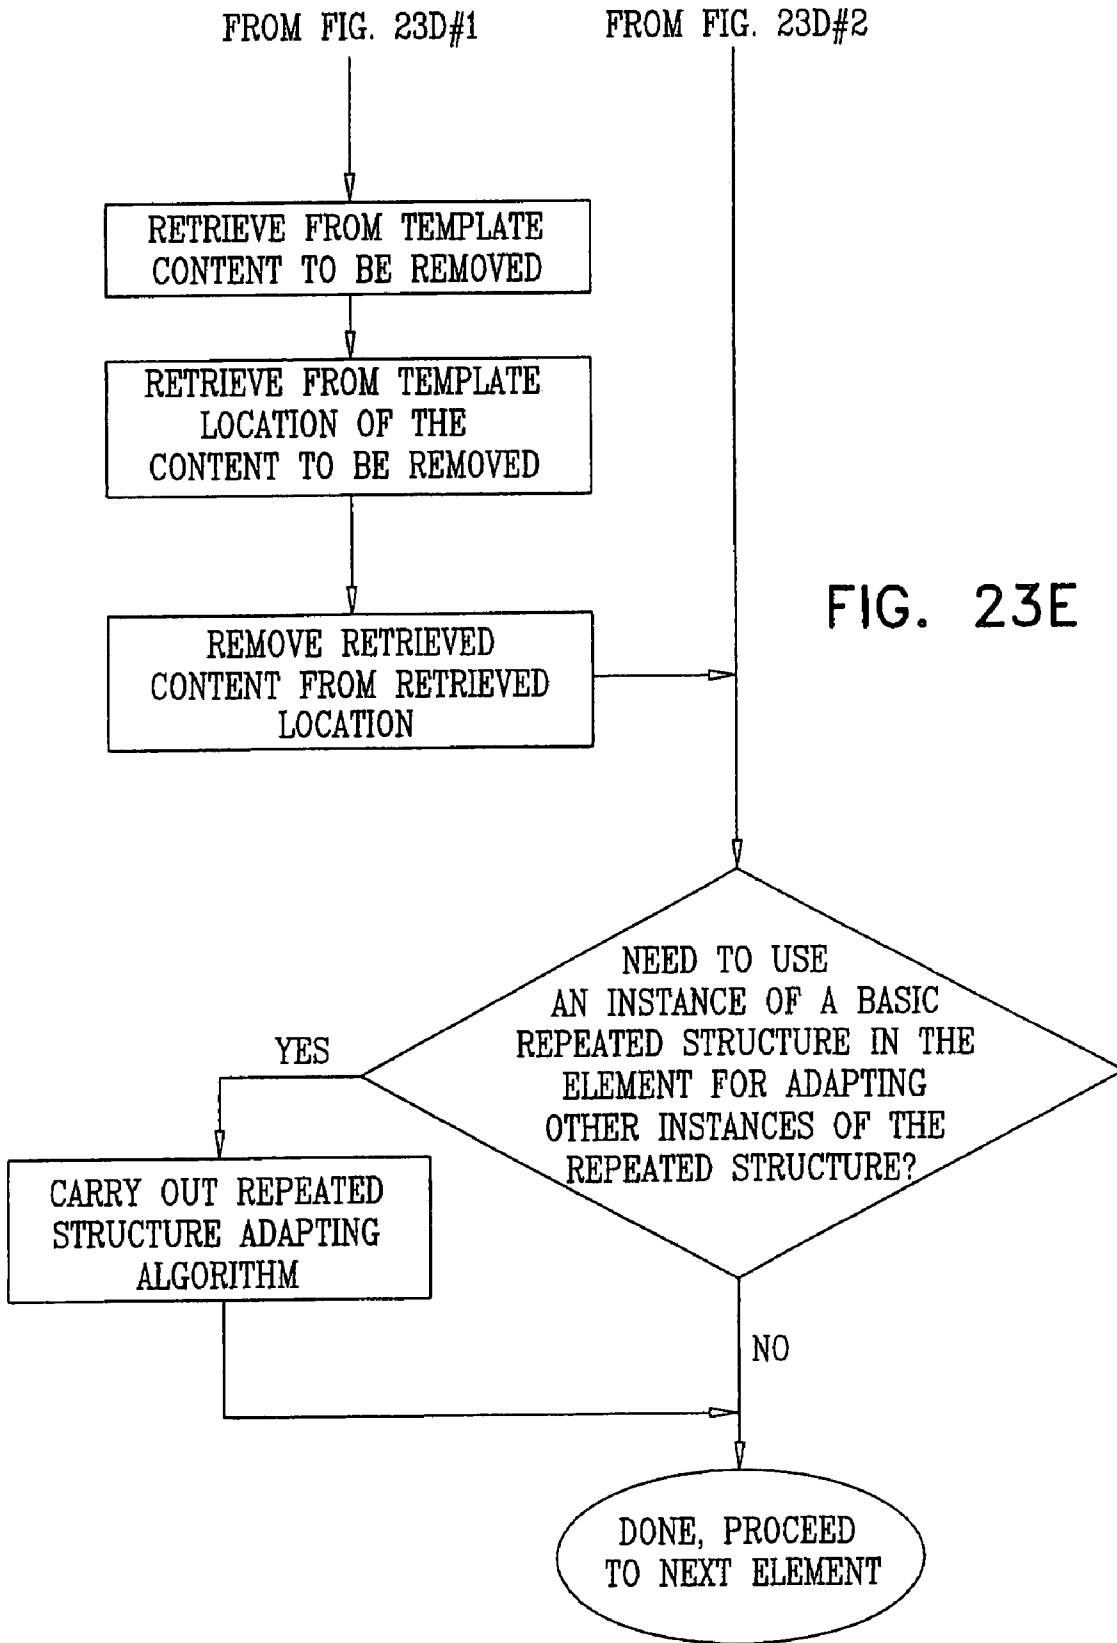 FROM FIG. 23D#1
FROM FIG. 23D#2
RETRIEVE FROM TEMPLATE
CONTENT TO BE REMOVED
RETRIEVE FROM TEMPLATE
LOCATION OF THE
CONTENT TO BE REMOVED
REMOVE RETRIEVED
CONTENT FROM RETRIEVED
LOCATION
FIG. 23E
NEED TO USE
AN INSTANCE OF A BASIC
REPEATED STRUCTURE IN THE
ELEMENT FOR ADAPTING
OTHER INSTANCES OF THE
REPEATED STRUCTURE?
YES
CARRY OUT REPEATED
STRUCTURE ADAPTING
ALGORITHM
NO
DONE, PROCEED
TO NEXT ELEMENT